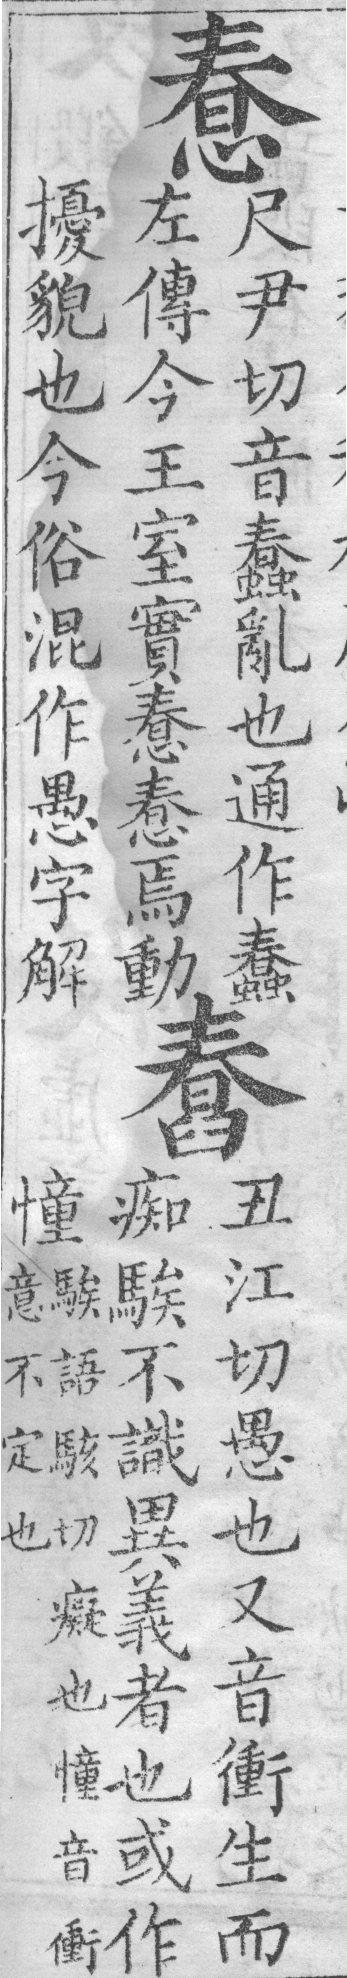 惷
尺尹切音蠢亂也通作蠢
左傳今王室實惷惷焉動
擾貌也今俗混作愚字解
𦥍
丑江切愚也又音衝生而
痴騃不識異義者也或作
憧
騃語駭切癡也憧音衝
意不定也